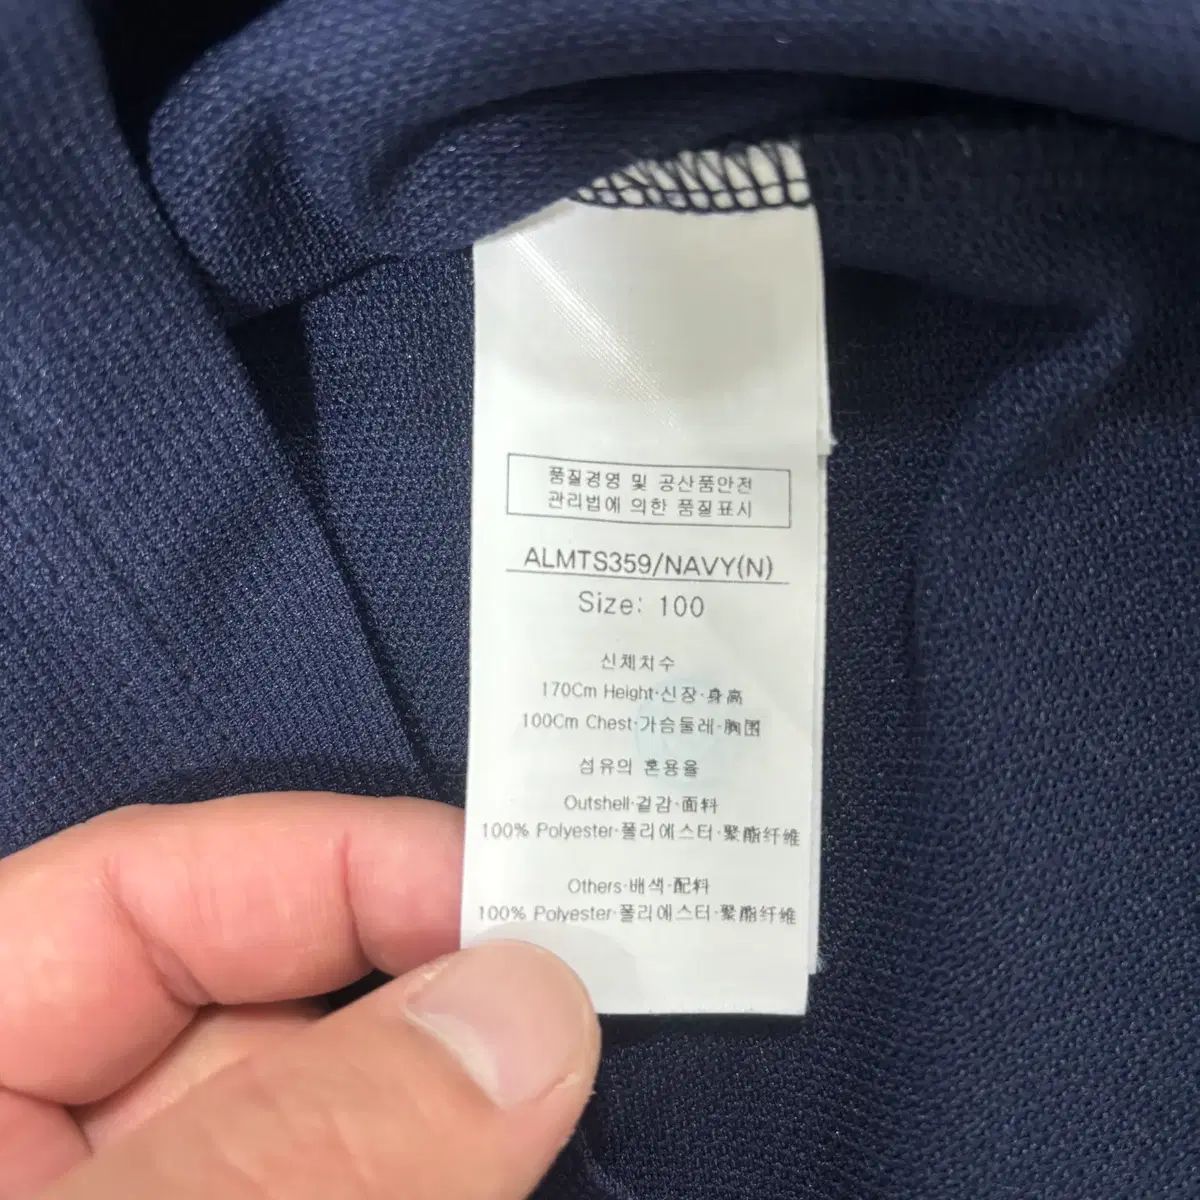 품질경영 및 공산품안전
관리법에 의한 품질표시
ALMTS359/NAVY(N)
Size: 100
신체치수
170Cm Height·신장·身高
100Cm Chest·가슴둘레·胸围
섬유의 혼용율
Outshell·겉감·面料
100% Polyester·폴리에스터·聚酯纤维
Others·배색·配料
100% Polyester·폴리에스터·聚酯纤维